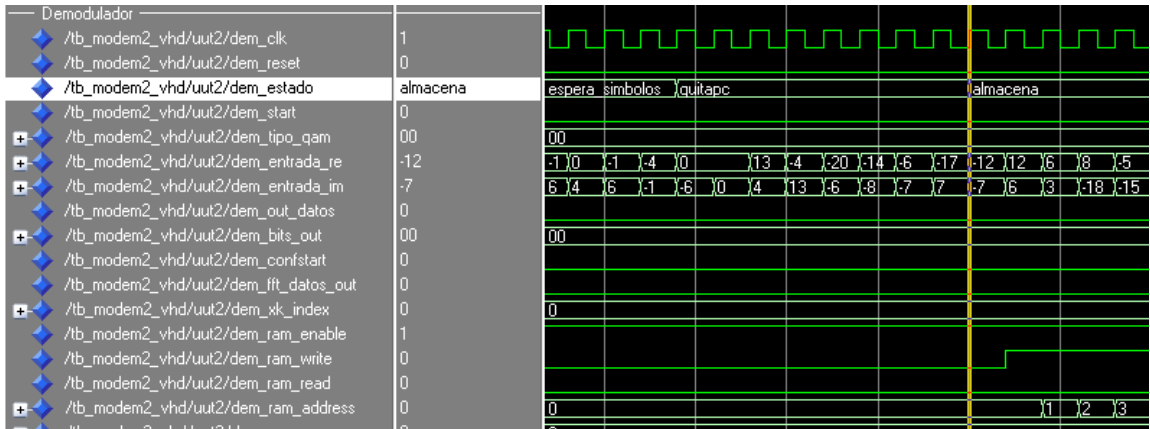 Demodulador
/tb_modem2_vhd/uut2/dem_clk 1
/tb_modem2_vhd/uut2/dem_reset 0
/tb_modem2_vhd/uut2/dem_estado almacena espera_simbolos quitapc almacena
/tb_modem2_vhd/uut2/dem_start 0
/tb_modem2_vhd/uut2/dem_tipo_qam 00 00
/tb_modem2_vhd/uut2/dem_entrada_re -12 -1 0 -1 -4 0 13 -4 -20 -14 -6 -17 -12 12 6 8 -5
/tb_modem2_vhd/uut2/dem_entrada_im -7 6 4 6 -1 -6 0 4 13 -6 -8 -7 7 -7 6 3 -18 -15
/tb_modem2_vhd/uut2/dem_out_datos 0
/tb_modem2_vhd/uut2/dem_bits_out 00 00
/tb_modem2_vhd/uut2/dem_confstart 0
/tb_modem2_vhd/uut2/dem_fft_datos_out 0
/tb_modem2_vhd/uut2/dem_xk_index 0 0
/tb_modem2_vhd/uut2/dem_ram_enable 1
/tb_modem2_vhd/uut2/dem_ram_write 0
/tb_modem2_vhd/uut2/dem_ram_read 0
/tb_modem2_vhd/uut2/dem_ram_address 0 0 1 2 3